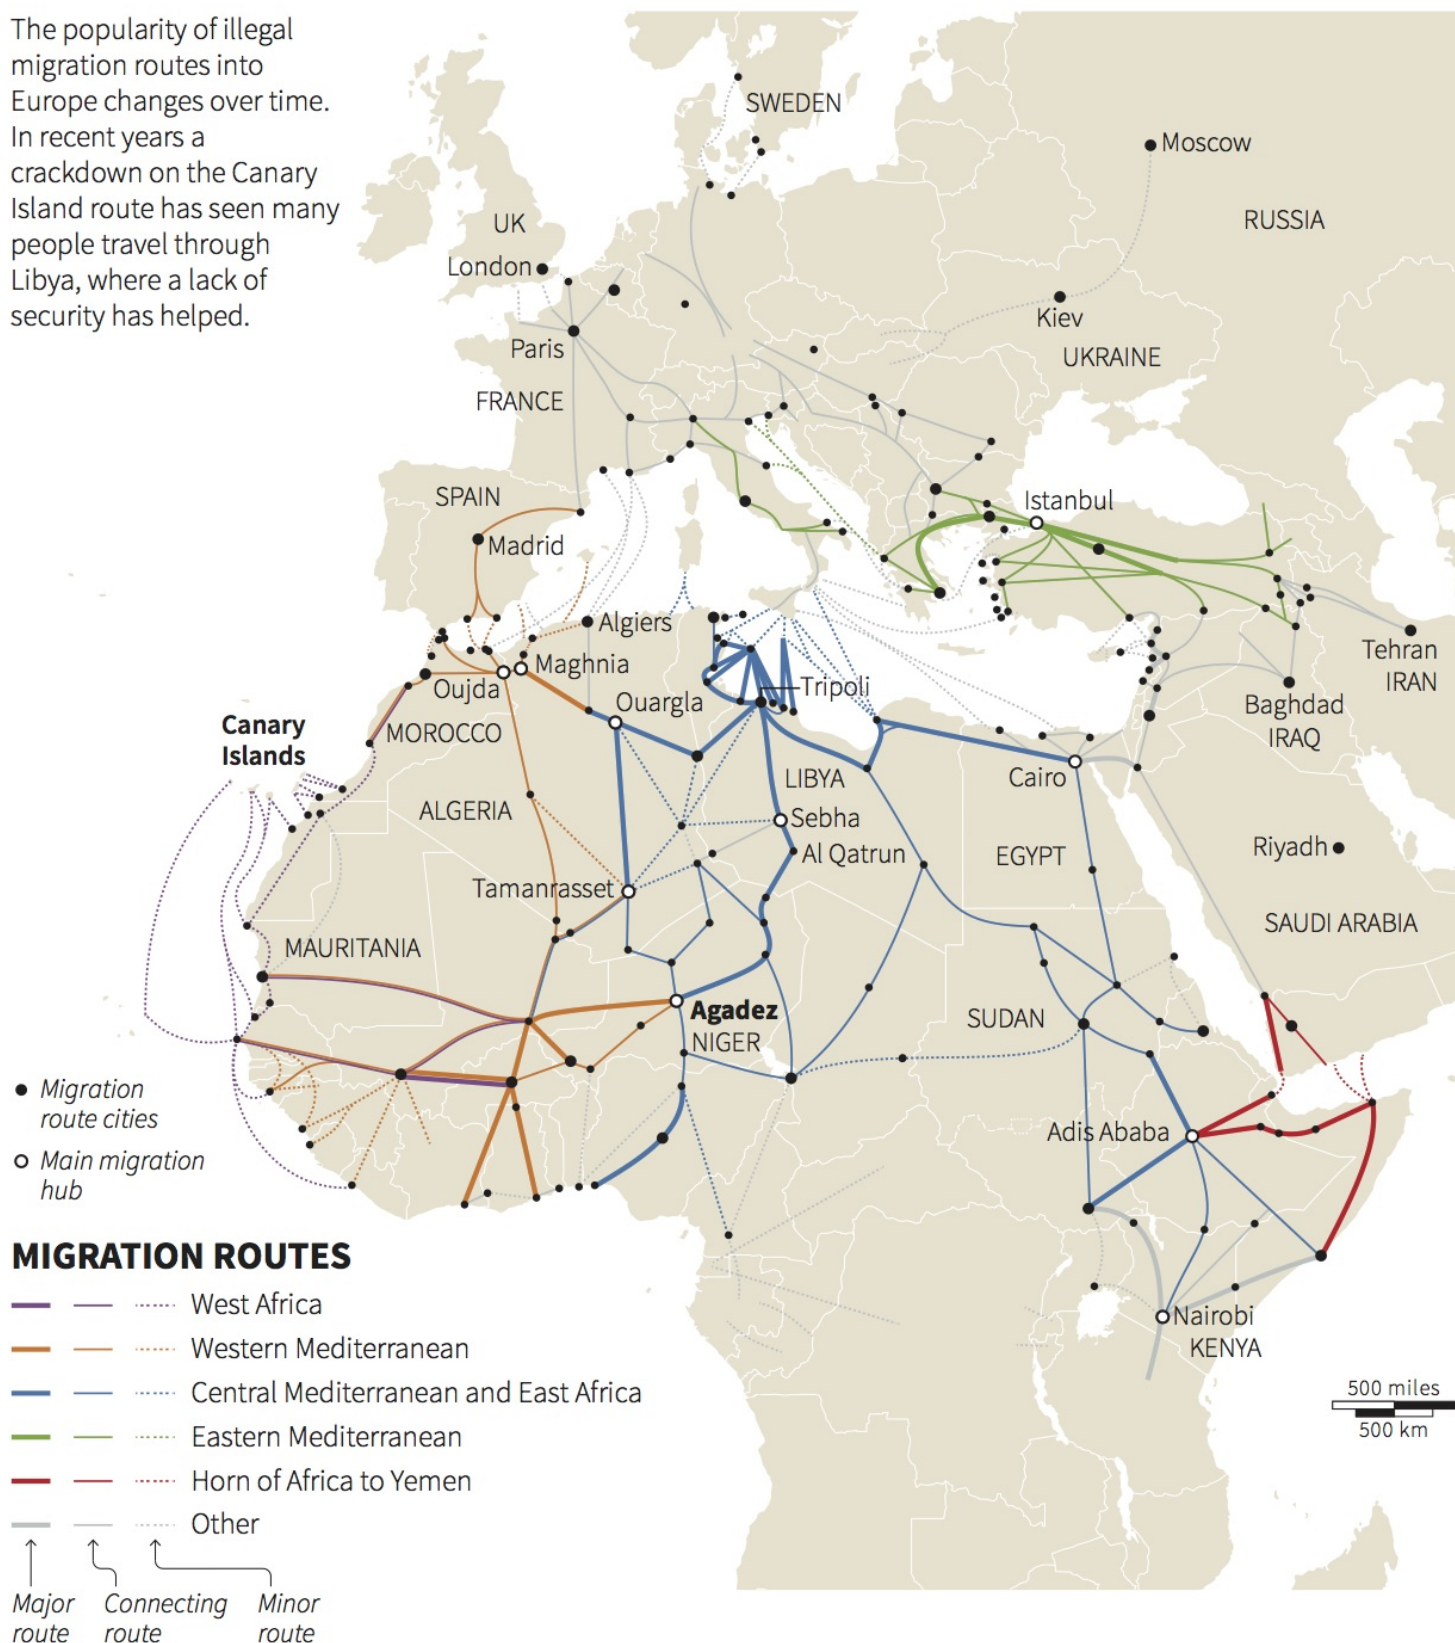 The popularity of illegal
migration routes into
Europe changes over time.
In recent years a
crackdown on the Canary
Island route has seen many
people travel through
Libya, where a lack of
security has helped.
SWEDEN
Moscow
RUSSIA
UK
London
Kiev
UKRAINE
Paris
FRANCE
SPAIN
Madrid
Istanbul
Algiers
Maghnia
Oujda
Ouargla
Tripoli
Tehran
IRAN
Baghdad
IRAQ
Canary
Islands
MOROCCO
LIBYA
Cairo
ALGERIA
Sebha
Al Qatrun
EGYPT
Riyadh
Tamanrasset
SAUDI ARABIA
MAURITANIA
Agadez
NIGER
SUDAN
Adis Ababa
Nairobi
KENYA
Migration
route cities
Main migration
hub
MIGRATION ROUTES
West Africa
Western Mediterranean
Central Mediterranean and East Africa
Eastern Mediterranean
Horn of Africa to Yemen
Other
Major
route
Connecting
route
Minor
route
500 miles
500 km